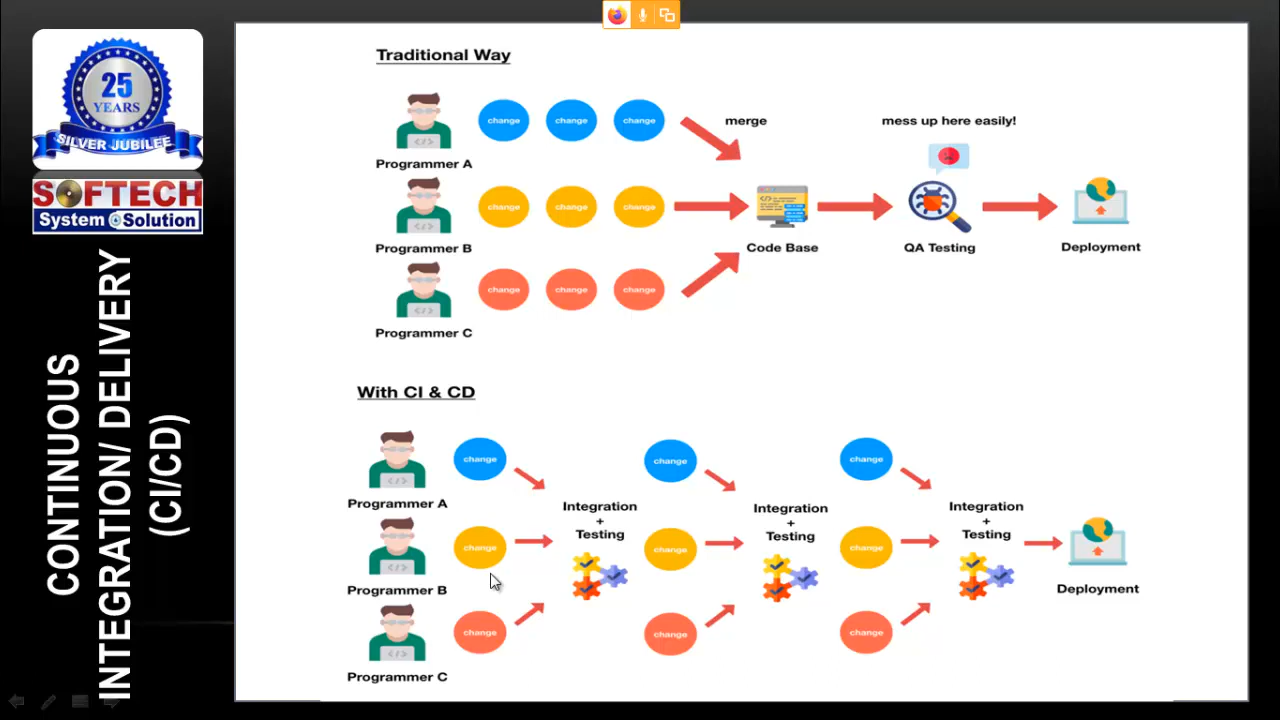 25
YEARS
SILVER JUBILEE
SOFTECH
System @ Solution
CONTINUOUS
INTEGRATION/ DELIVERY
(CI/CD)
Traditional Way
change change change
merge
mess up here easily!
</>
Programmer A
change change change
</>
Programmer B
Code Base
QA Testing
Deployment
change change change
</>
Programmer C
With CI & CD
change change change
</>
Programmer A
Integration
+
Testing
Integration
+
Testing
Integration
+
Testing
change change change
</>
Programmer B
Deployment
change change change
</>
Programmer C